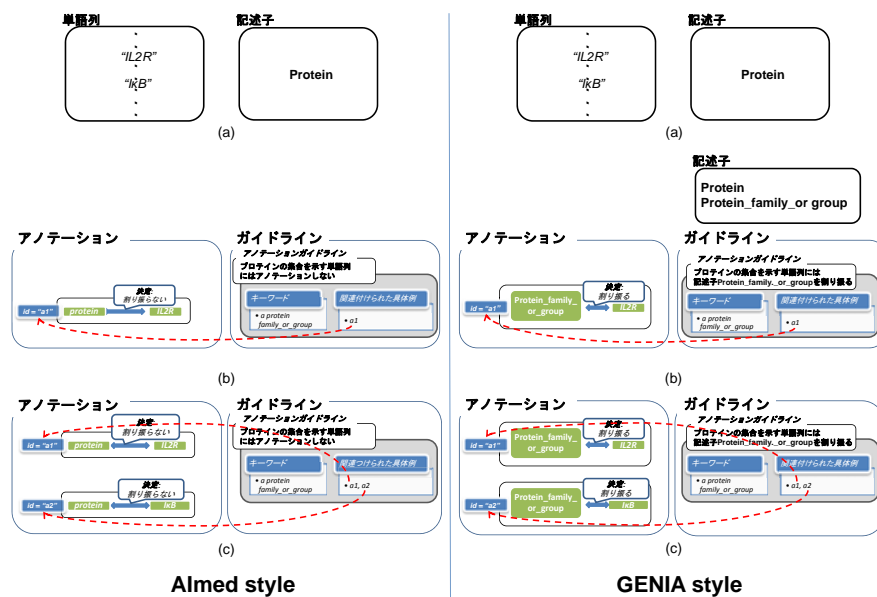 単語列
記述子
“IL2R”
“IκB”
Protein
(a)
アノテーション
ガイドライン
アノテーションガイドライン
プロテインの集合を示す単語列
にはアノテーションしない
決定:
割り振らない
id = “a1”
protein
IL2R
キーワード
関連付けられた具体例
• a protein
family_or_group
• a1
(b)
アノテーション
ガイドライン
アノテーションガイドライン
プロテインの集合を示す単語列
にはアノテーションしない
決定:
割り振らない
id = “a1”
protein
IL2R
キーワード
関連つけられた具体例
• a protein
family_or_group
• a1, a2
決定:
割り振らない
id = “a2”
protein
IκB
(c)
AImed style
単語列
記述子
“IL2R”
“IκB”
Protein
(a)
記述子
Protein
Protein_family_or group
アノテーション
ガイドライン
アノテーションガイドライン
プロテインの集合を示す単語列には
記述子Protein_family._or_groupを割り振る
決定:
割り振る
id = “a1”
Protein_family_
or_group
IL2R
キーワード
関連付けられた具体例
• a protein
family_or_group
• a1
(b)
アノテーション
ガイドライン
アノテーションガイドライン
プロテインの集合を示す単語列には
記述子Protein_family._or_groupを割り振る
決定:
割り振る
id = “a1”
Protein_family_
or_group
IL2R
キーワード
関連付けられた具体例
• a protein
family_or_group
• a1, a2
決定:
割り振る
id = “a2”
Protein_family_
or_group
IκB
(c)
GENIA style